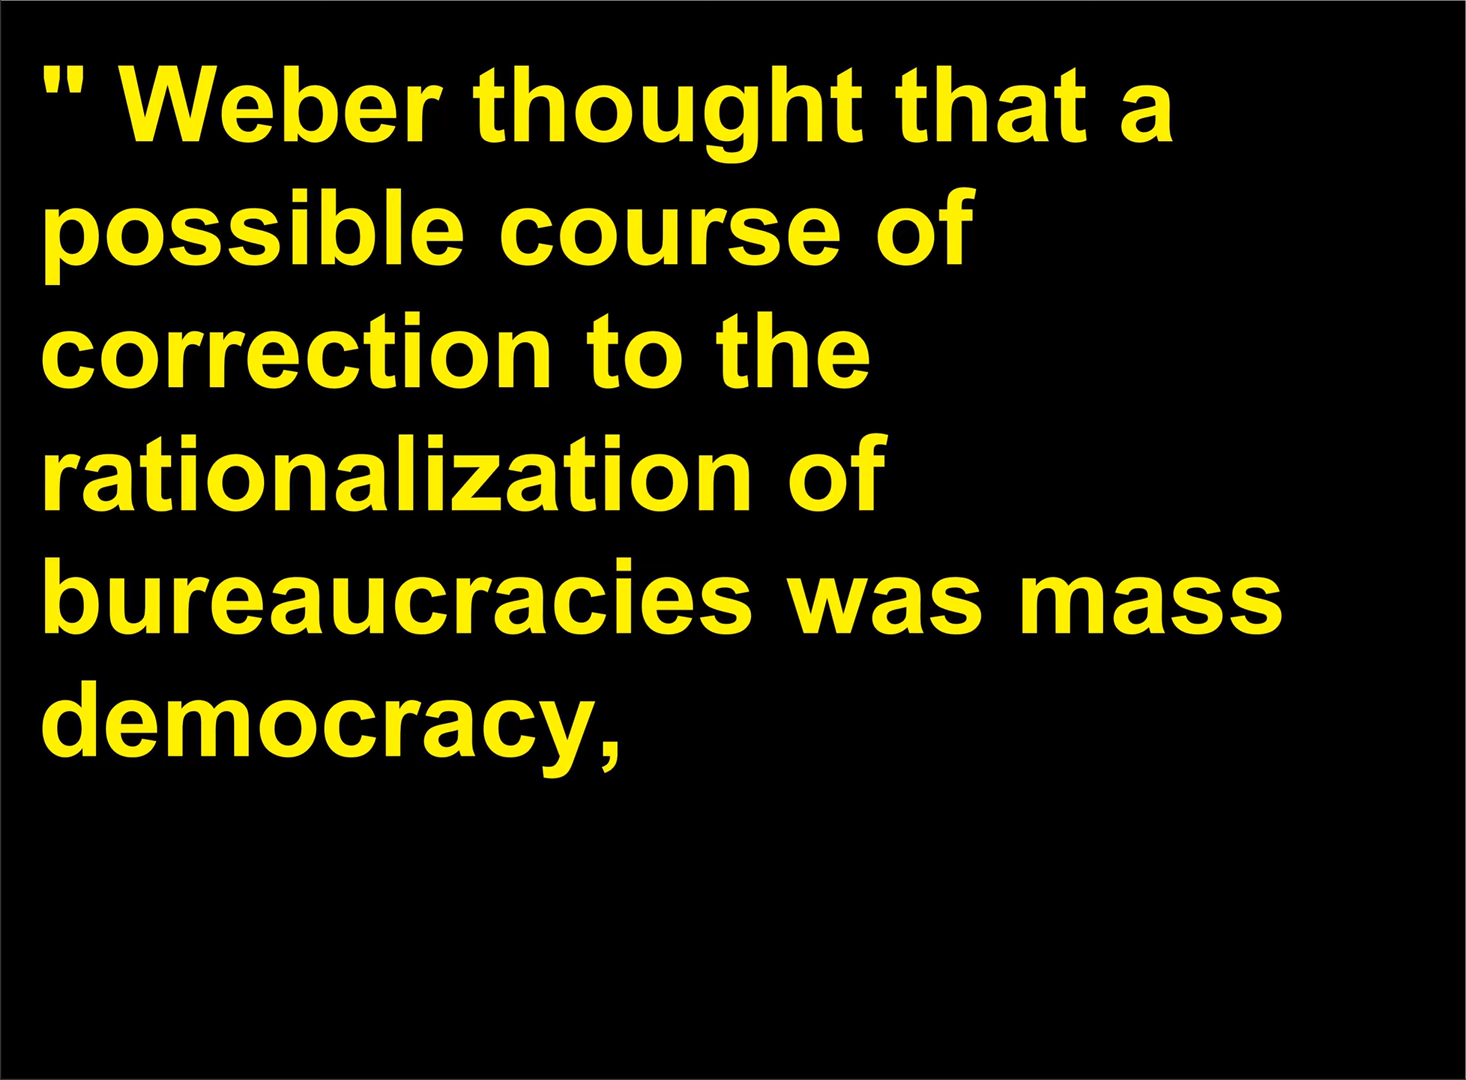 " Weber thought that a
possible course of
correction to the
rationalization of
bureaucracies was mass
democracy,